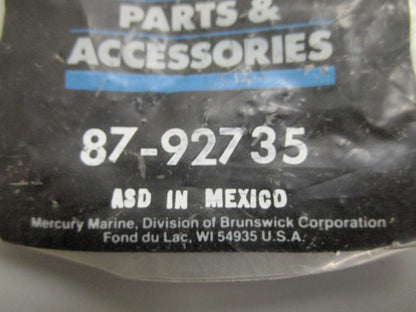 PARTS &
ACCESSORIES
87-92735
ASD IN MEXICO
Mercury Marine, Division of Brunswick Corporation
Fond du Lac, WI 54935 U.S.A.